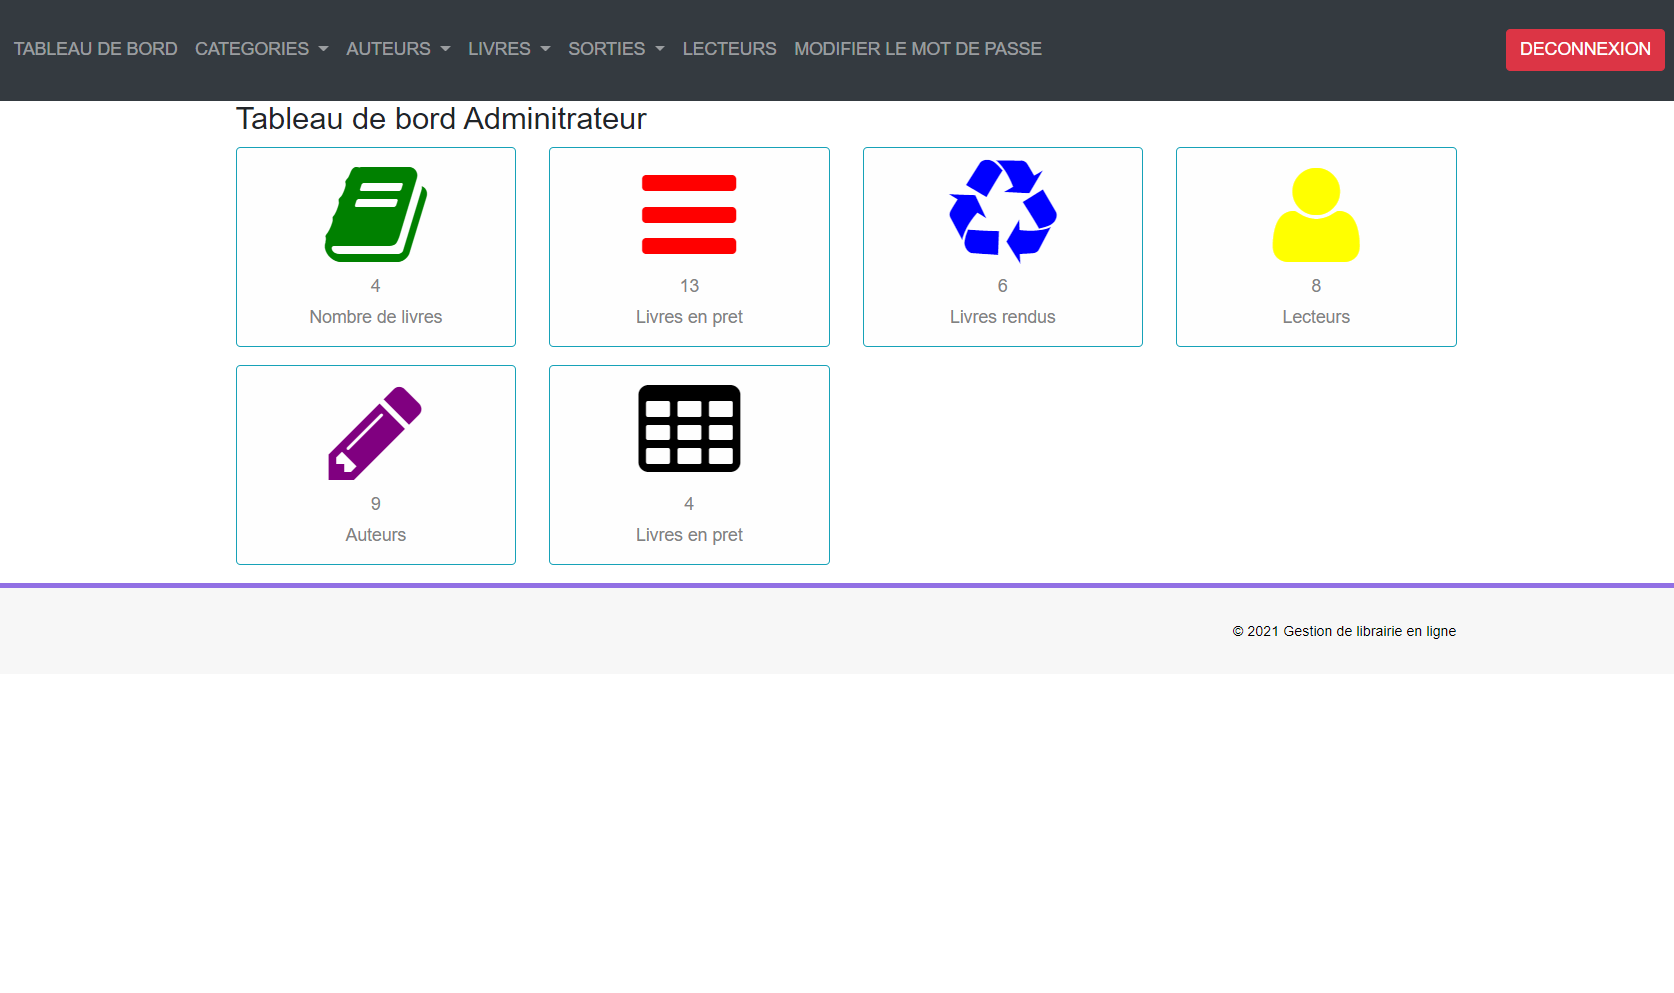 TABLEAU DE BORD CATEGORIES AUTEURS LIVRES SORTIES LECTEURS MODIFIER LE MOT DE PASSE DECONNEXION
Tableau de bord Adminitrateur
4
Nombre de livres
13
Livres en pret
6
Livres rendus
8
Lecteurs
9
Auteurs
4
Livres en pret
© 2021 Gestion de librairie en ligne